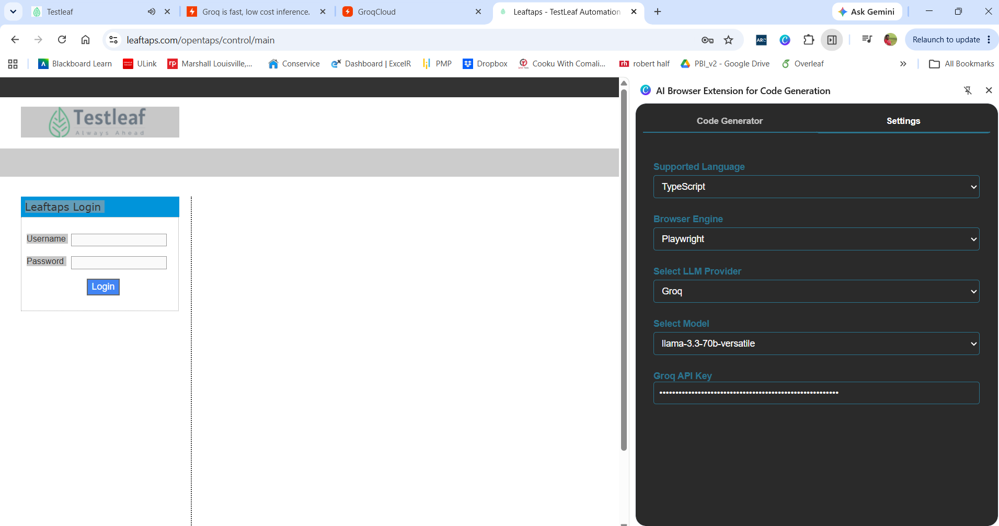 Testleaf
Groq is fast, low cost inference.
GroqCloud
Leaftaps - TestLeaf Automation
Ask Gemini
leaftaps.com/opentaps/control/main
ARC
Relaunch to update
Blackboard Learn
ULink
rp Marshall Louisville,...
Conservice
Dashboard | ExcelR
PMP
Dropbox
Cooku With Comali...
rh robert half
PBI_v2 - Google Drive
Overleaf
All Bookmarks
Testleaf
Always Ahead
Leaftaps Login
Username
Password
Login
AI Browser Extension for Code Generation
Code Generator
Settings
Supported Language
TypeScript
Browser Engine
Playwright
Select LLM Provider
Groq
Select Model
llama-3.3-70b-versatile
Groq API Key